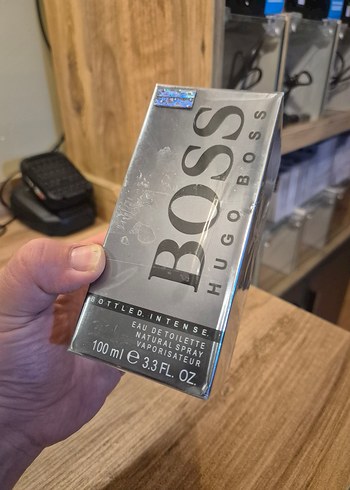 BOSS
HUGO BOSS
BOTTLED. INTENSE.
EAU DE TOILETTE
NATURAL SPRAY
VAPORISATEUR
100 ml ℮ 3.3 FL. OZ.